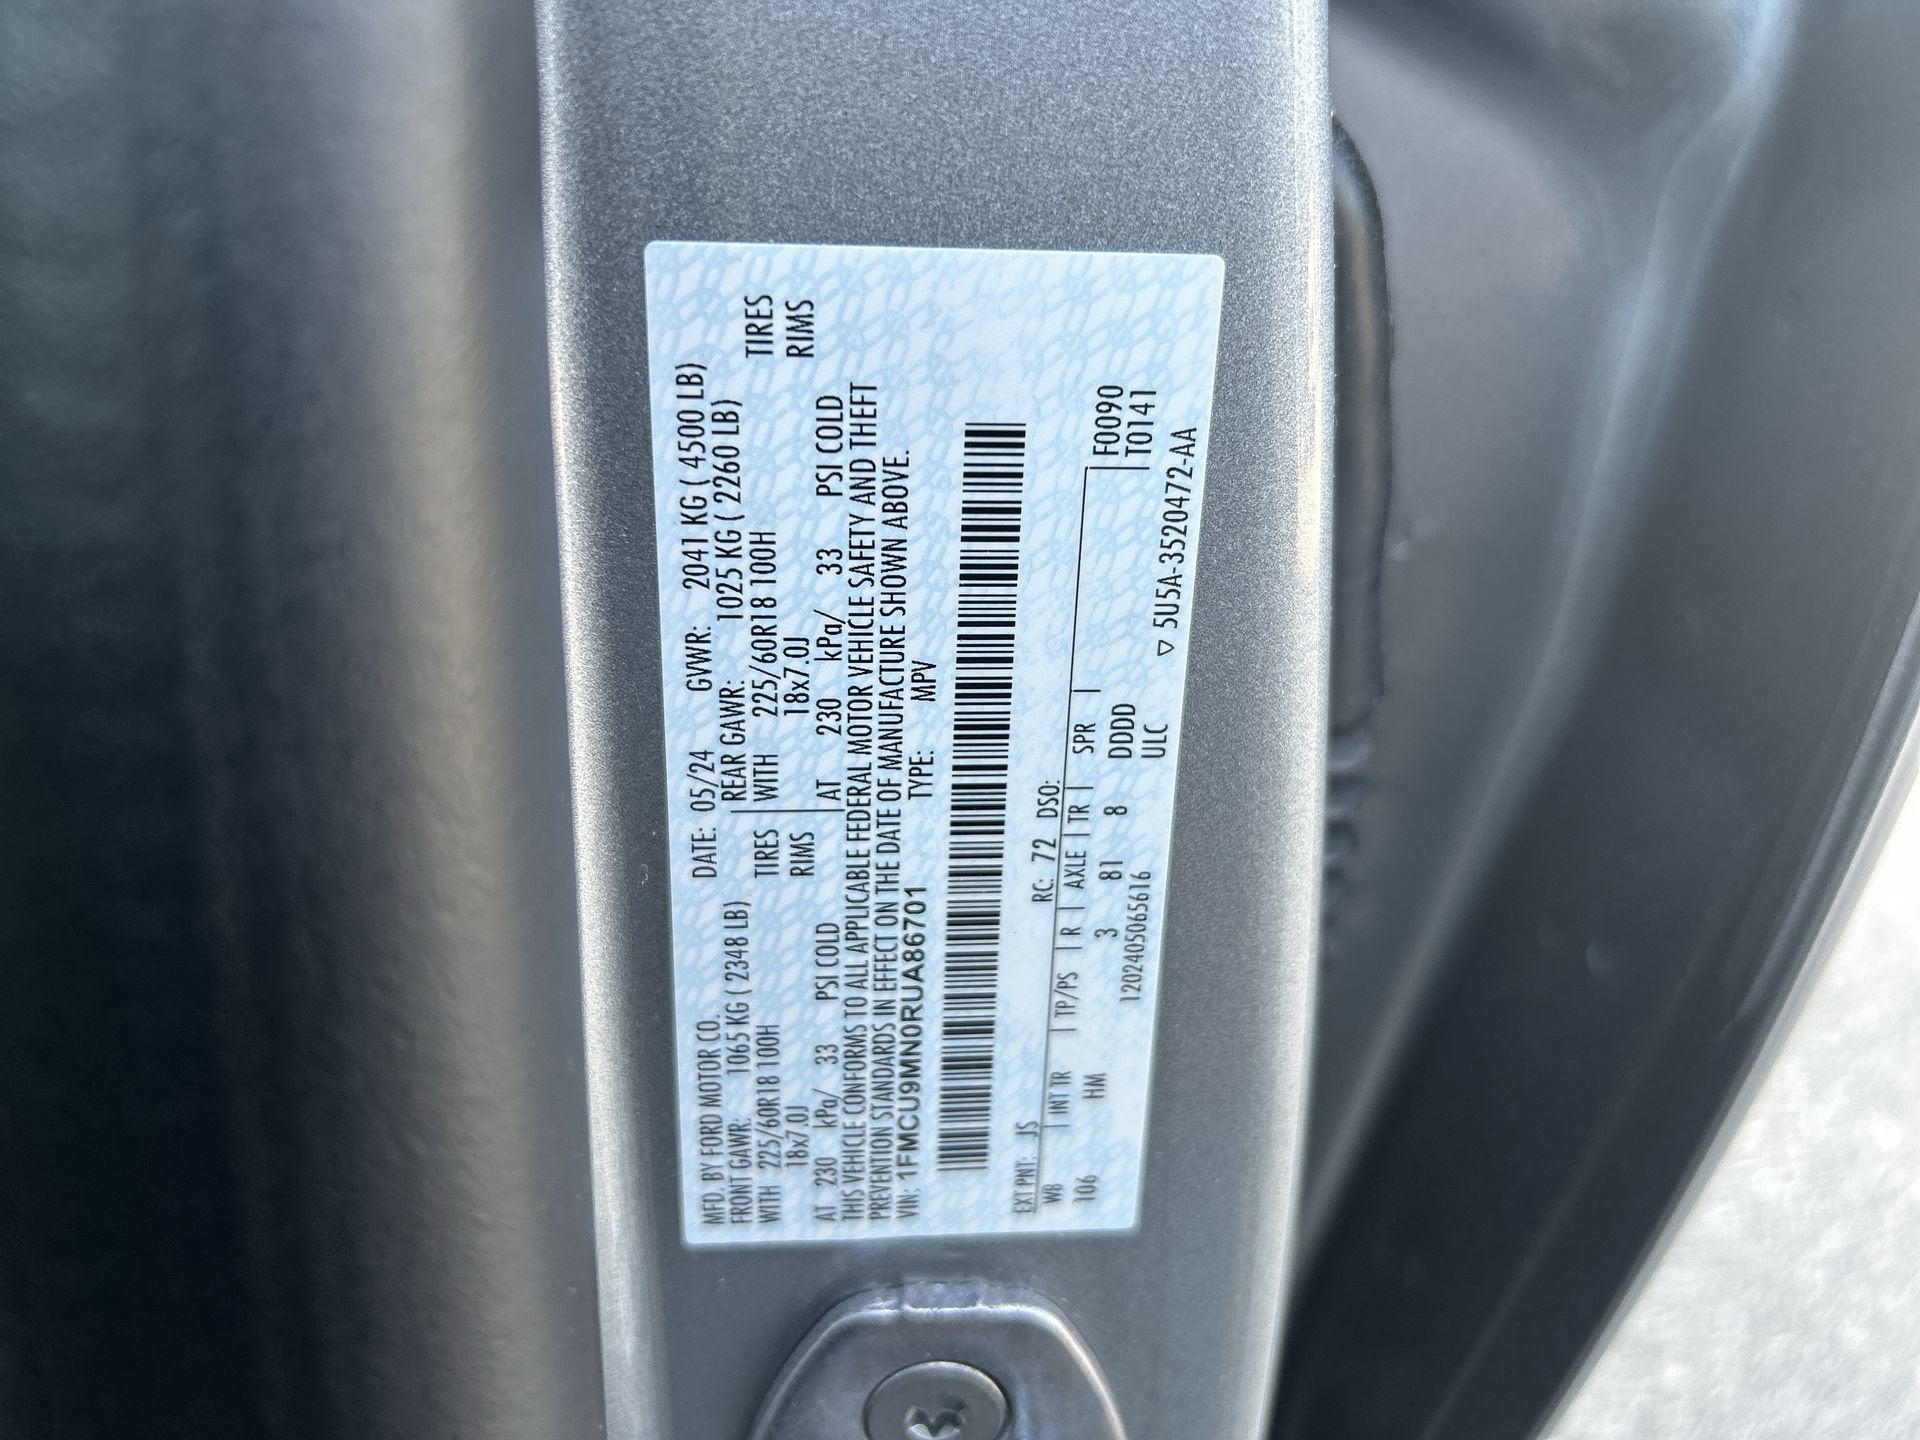 MFD. BY FORD MOTOR CO. DATE: 05/24 GVWR: 2041 KG ( 4500 LB)
FRONT GAWR: 1065 KG ( 2348 LB) REAR GAWR: 1025 KG ( 2260 LB)
WITH 225/60R18 100H TIRES WITH 225/60R18 100H TIRES
18x7.0J RIMS 18x7.0J RIMS
AT 230 kPa/ 33 PSI COLD AT 230 kPa/ 33 PSI COLD
THIS VEHICLE CONFORMS TO ALL APPLICABLE FEDERAL MOTOR VEHICLE SAFETY AND THEFT
PREVENTION STANDARDS IN EFFECT ON THE DATE OF MANUFACTURE SHOWN ABOVE.
VIN: 1FMCU9MN0RUA86701 TYPE: MPV
EXT PNT: JS RC: 72 DSO:
WB INT TR TP/PS R AXLE TR SPR F0090
106 HM 3 81 8 DDDD T0141
1202405065616 ULC
▽ 5U5A-3520472-AA